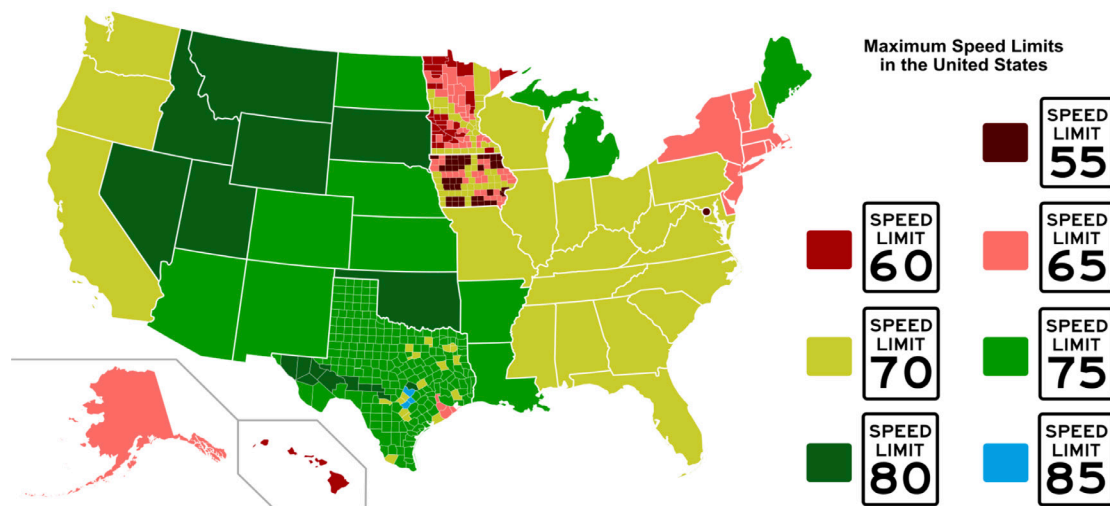 Maximum Speed Limits
in the United States
SPEED
LIMIT
55
SPEED
LIMIT
60
SPEED
LIMIT
65
SPEED
LIMIT
70
SPEED
LIMIT
75
SPEED
LIMIT
80
SPEED
LIMIT
85